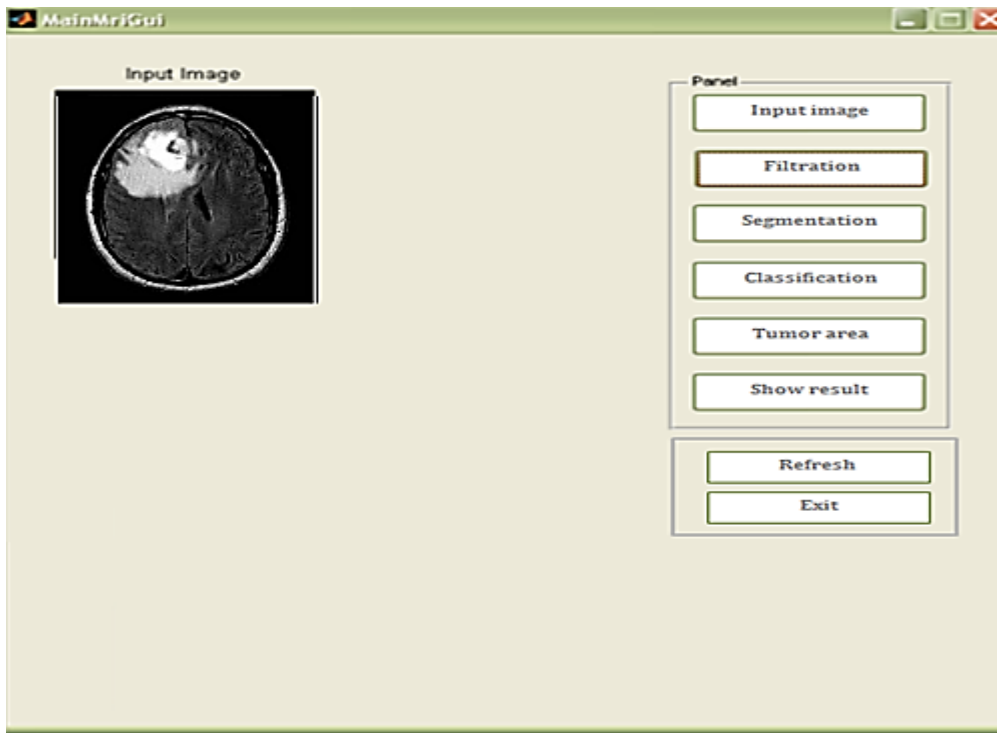 MainMriGui
Input Image
Panel
Input image
Filtration
Segmentation
Classification
Tumor area
Show result
Refresh
Exit